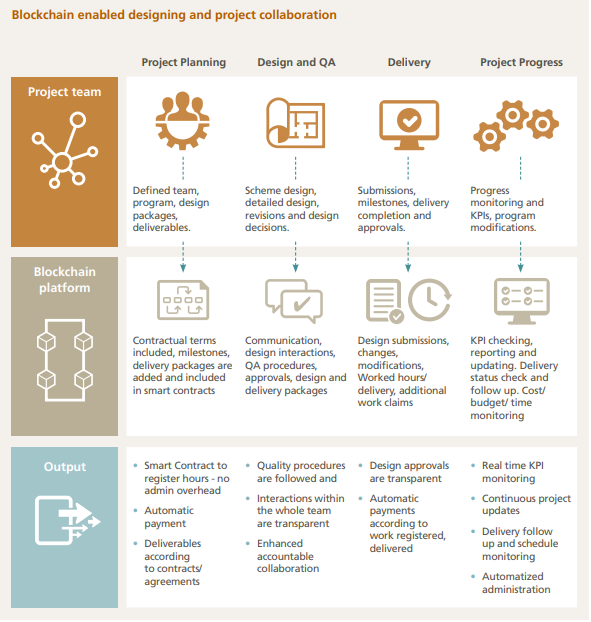 Blockchain enabled designing and project collaboration
Project Planning
Design and QA
Delivery
Project Progress
Project team
Defined team,
program, design
packages,
deliverables.
Scheme design,
detailed design,
revisions and design
decisions.
Submissions,
milestones, delivery
completion and
approvals.
Progress
monitoring and
KPIs, program
modifications.
Blockchain
platform
Contractual terms
included, milestones,
delivery packages are
added and included
in smart contracts
Communication,
design interactions,
QA procedures,
approvals, design and
delivery packages
Design submissions,
changes,
modifications,
Worked hours/
delivery, additional
work claims
KPI checking,
reporting and
updating. Delivery
status check and
follow up. Cost/
budget/ time
monitoring
Output
• Smart Contract to
register hours - no
admin overhead
• Automatic
payment
• Deliverables
according
to contracts/
agreements
• Quality procedures
are followed and
• Interactions within
the whole team
are transparent
• Enhanced
accountable
collaboration
• Design approvals
are transparent
• Automatic
payments
according to
work registered,
delivered
• Real time KPI
monitoring
• Continuous project
updates
• Delivery follow
up and schedule
monitoring
• Automatized
administration